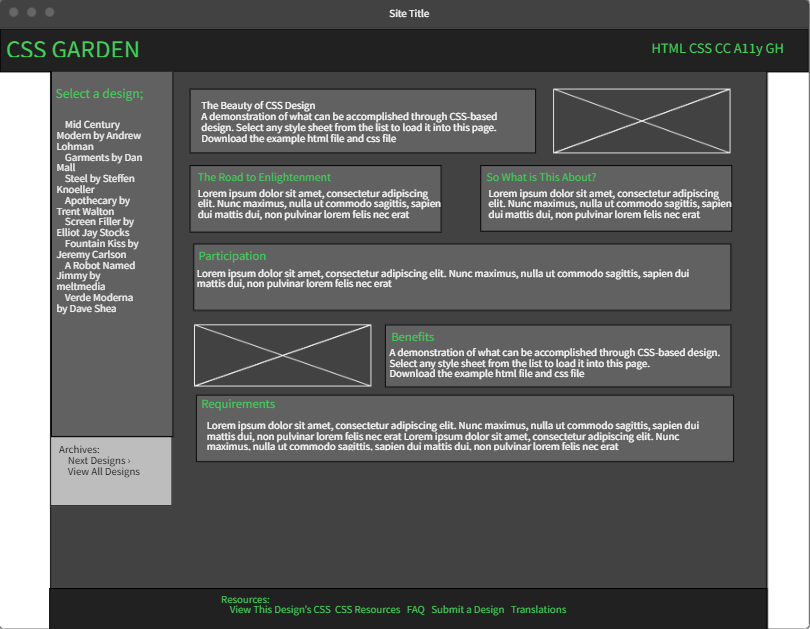 Site Title
CSS GARDEN
HTML CSS CC A11y GH
Select a design;
Mid Century
Modern by Andrew
Lohman
Garments by Dan
Mall
Steel by Steffen
Knoeller
Apothecary by
Trent Walton
Screen Filler by
Elliot Jay Stocks
Fountain Kiss by
Jeremy Carlson
A Robot Named
Jimmy by
meltmedia
Verde Moderna
by Dave Shea
Archives:
Next Designs ›
View All Designs
The Beauty of CSS Design
A demonstration of what can be accomplished through CSS-based
design. Select any style sheet from the list to load it into this page.
Download the example html file and css file
The Road to Enlightenment
Lorem ipsum dolor sit amet, consectetur adipiscing
elit. Nunc maximus, nulla ut commodo sagittis, sapien
dui mattis dui, non pulvinar lorem felis nec erat
So What is This About?
Lorem ipsum dolor sit amet, consectetur adipiscing
elit. Nunc maximus, nulla ut commodo sagittis, sapien
dui mattis dui, non pulvinar lorem felis nec erat
Participation
Lorem ipsum dolor sit amet, consectetur adipiscing elit. Nunc maximus, nulla ut commodo sagittis, sapien dui
mattis dui, non pulvinar lorem felis nec erat
Benefits
A demonstration of what can be accomplished through CSS-based design.
Select any style sheet from the list to load it into this page.
Download the example html file and css file
Requirements
Lorem ipsum dolor sit amet, consectetur adipiscing elit. Nunc maximus, nulla ut commodo sagittis, sapien dui
mattis dui, non pulvinar lorem felis nec erat Lorem ipsum dolor sit amet, consectetur adipiscing elit. Nunc
maximus, nulla ut commodo sagittis, sapien dui mattis dui, non pulvinar lorem felis nec erat
Resources:
View This Design's CSS CSS Resources FAQ Submit a Design Translations